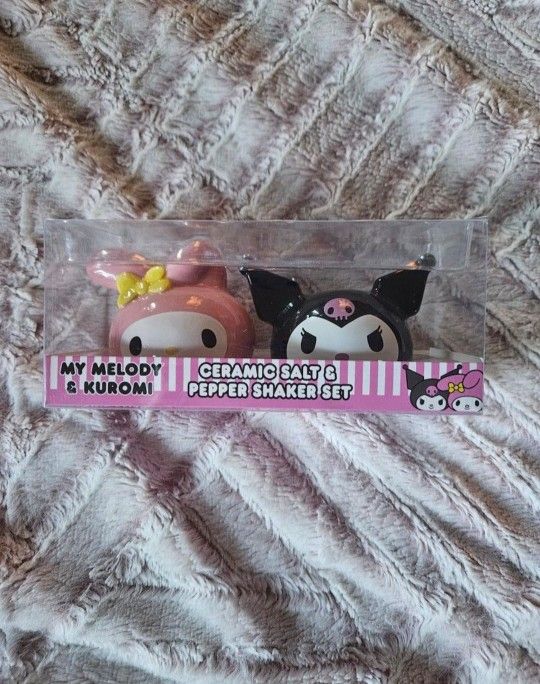 MY MELODY
& KUROMI
CERAMIC SALT &
PEPPER SHAKER SET